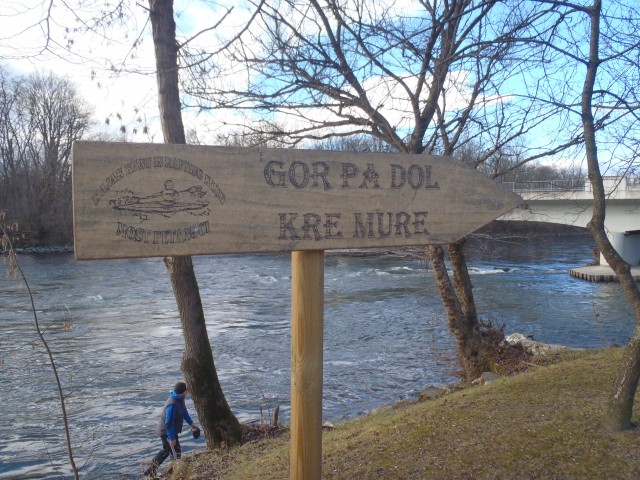 GOR PA DOL
KRE MURE
MOST PETANJCI